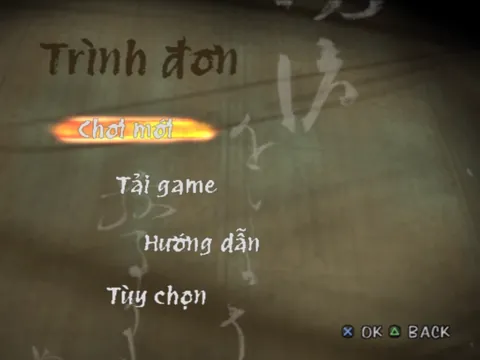 Trình đơn
Chơi mới
Tải game
Hướng dẫn
Tùy chọn
OK BACK